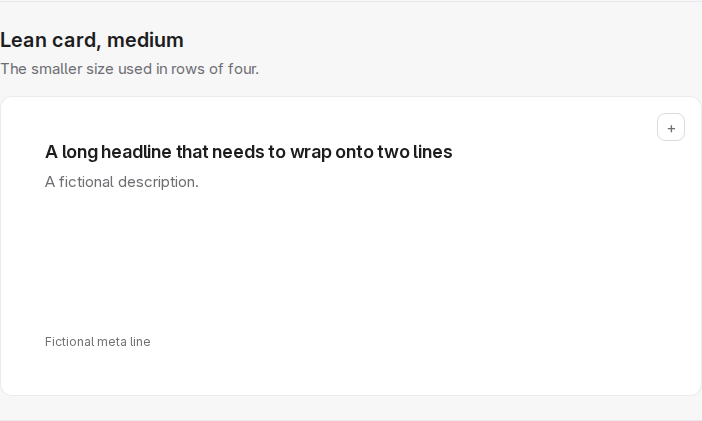 Lean card, medium
The smaller size used in rows of four.
+
A long headline that needs to wrap onto two lines
A fictional description.
Fictional meta line